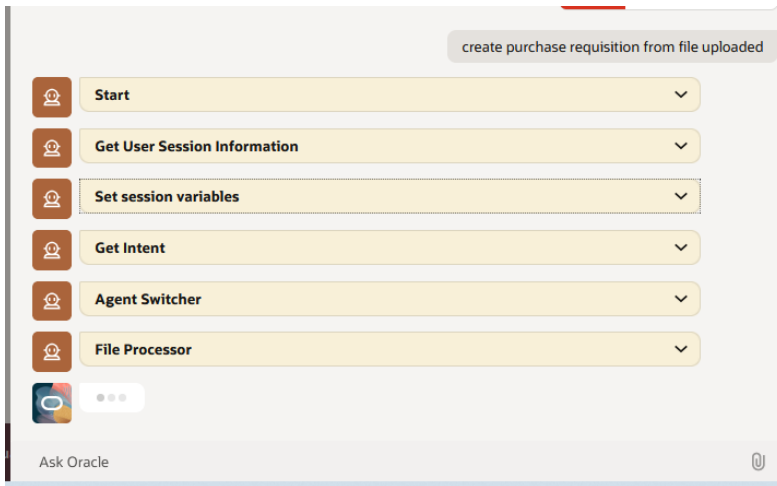 create purchase requisition from file uploaded
Start
Get User Session Information
Set session variables
Get Intent
Agent Switcher
File Processor
Ask Oracle